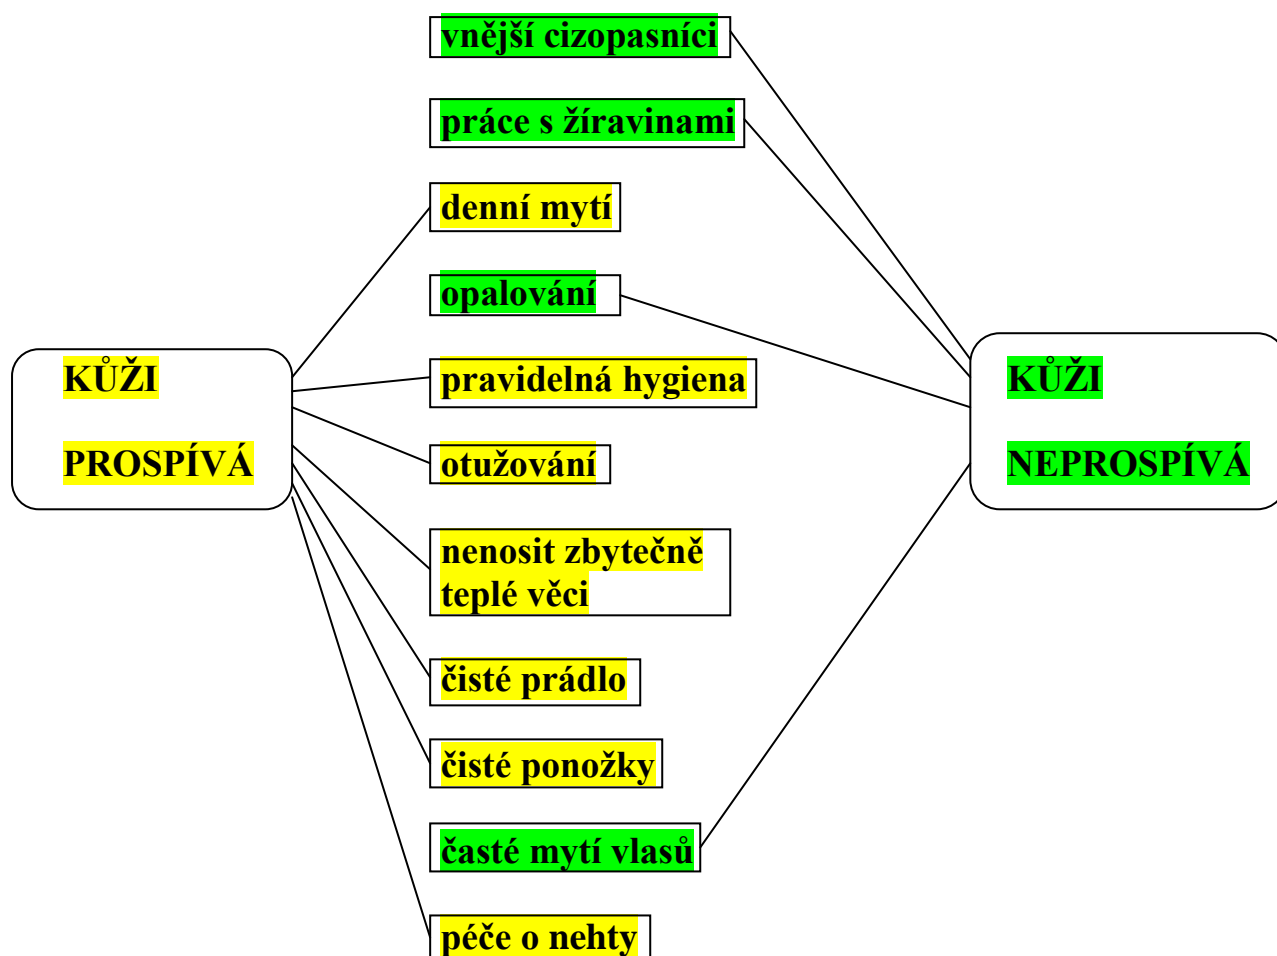 vnější cizopasníci
práce s žíravinami
denní mytí
opalování
KŮŽI
PROSPÍVÁ
pravidelná hygiena
otužování
KŮŽI
NEPROSPÍVÁ
nenosit zbytečně
teplé věci
čisté prádlo
čisté ponožky
časté mytí vlasů
péče o nehty